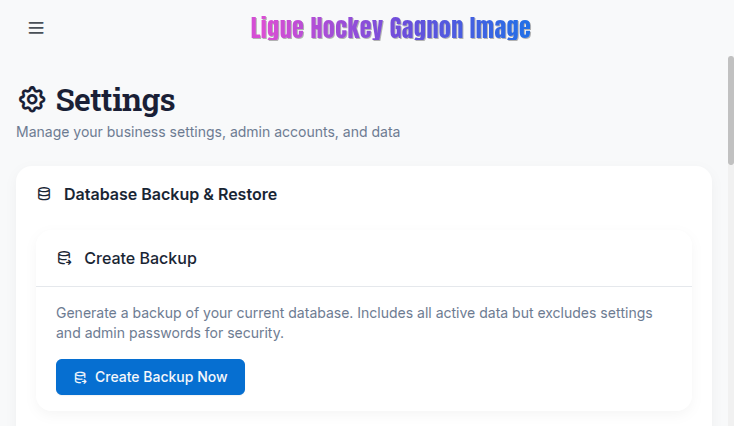 Ligue Hockey Gagnon Image
Settings
Manage your business settings, admin accounts, and data
Database Backup & Restore
Create Backup
Generate a backup of your current database. Includes all active data but excludes settings
and admin passwords for security.
Create Backup Now